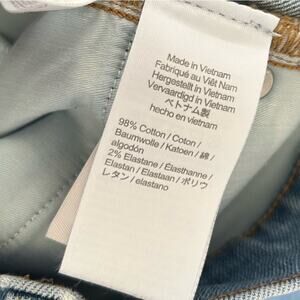 Made in Vietnam
Fabriqué au Viêt Nam
Hergestellt in Vietnam
Vervaardigd in Vietnam
ベトナム製
hecho en vietnam
98% Cotton / Coton /
Baumwolle / Katoen / 綿 /
algodón
2% Elastane / Élasthanne /
Elastan / Elastaan / ポリウ
レタン / elastano